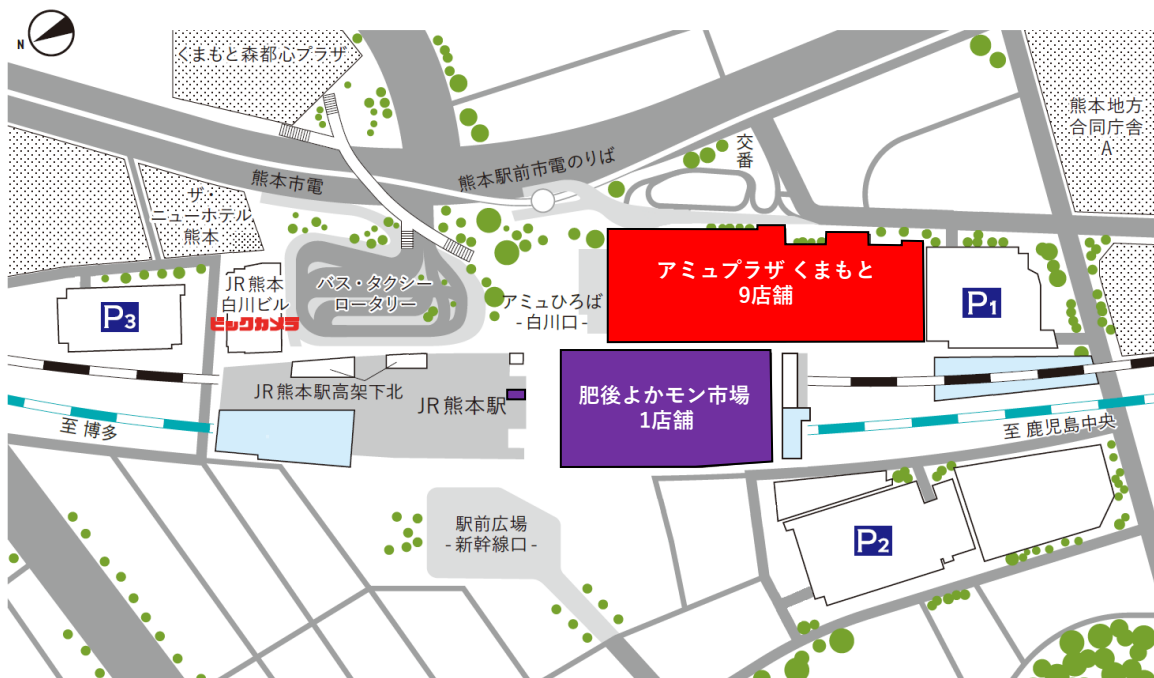 N
くまもと森都心プラザ
熊本地方
合同庁舎
A
交番
熊本駅前市電のりば
熊本市電
ザ
ニューホテル
熊本
アミュプラザ くまもと
9店舗
JR熊本
白川ビル
ビックカメラ
バス・タクシー
ロータリー
アミュひろば
-白川口-
P1
P3
JR熊本駅高架下北
JR熊本駅
肥後よかモン市場
1店舗
至 博多
至 鹿児島中央
駅前広場
-新幹線口-
P2